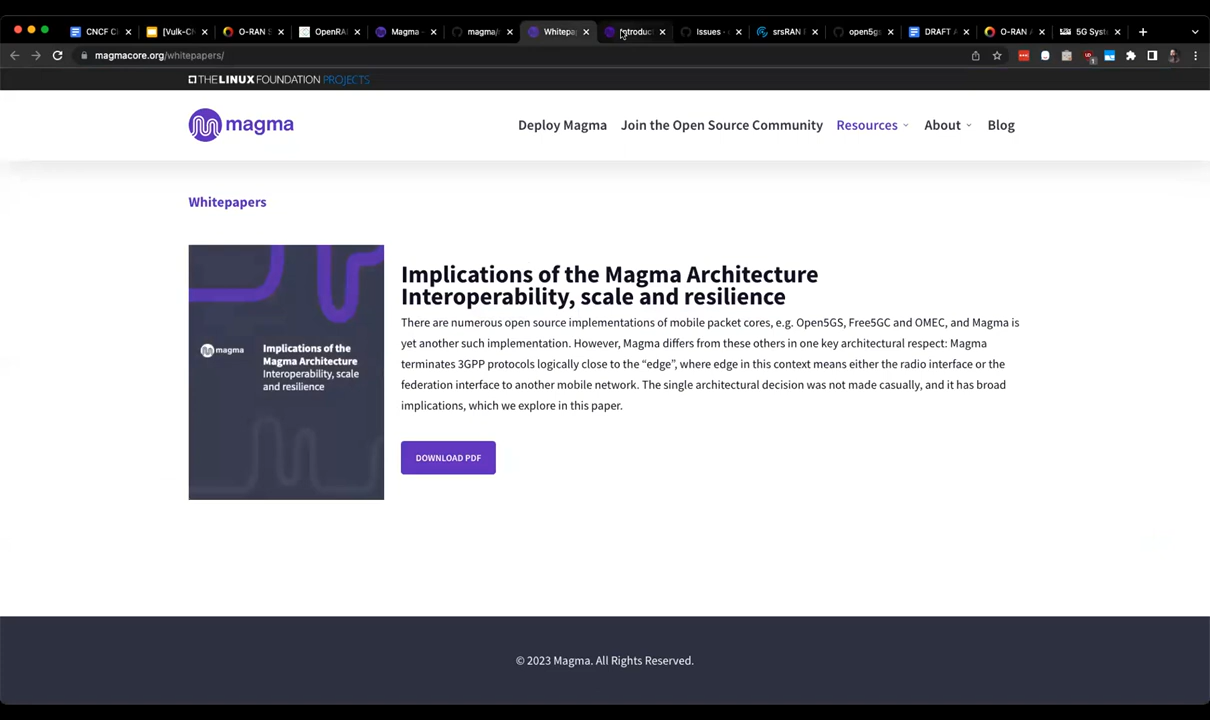 CNCF C
[Vulk-C
O-RAN S
OpenRAI
Magma -
magma/
Whitepa
Introduct
Issues ·
srsRAN
open5gs
DRAFT
O-RAN
5G Syst
magmacore.org/whitepapers/
THE LINUX FOUNDATION PROJECTS
magma
Deploy Magma
Join the Open Source Community
Resources
About
Blog
Whitepapers
magma
Implications of the
Magma Architecture
Interoperability, scale
and resilience
Implications of the Magma Architecture
Interoperability, scale and resilience
There are numerous open source implementations of mobile packet cores, e.g. Open5GS, Free5GC and OMEC, and Magma is
yet another such implementation. However, Magma differs from these others in one key architectural respect: Magma
terminates 3GPP protocols logically close to the “edge”, where edge in this context means either the radio interface or the
federation interface to another mobile network. The single architectural decision was not made casually, and it has broad
implications, which we explore in this paper.
DOWNLOAD PDF
© 2023 Magma. All Rights Reserved.